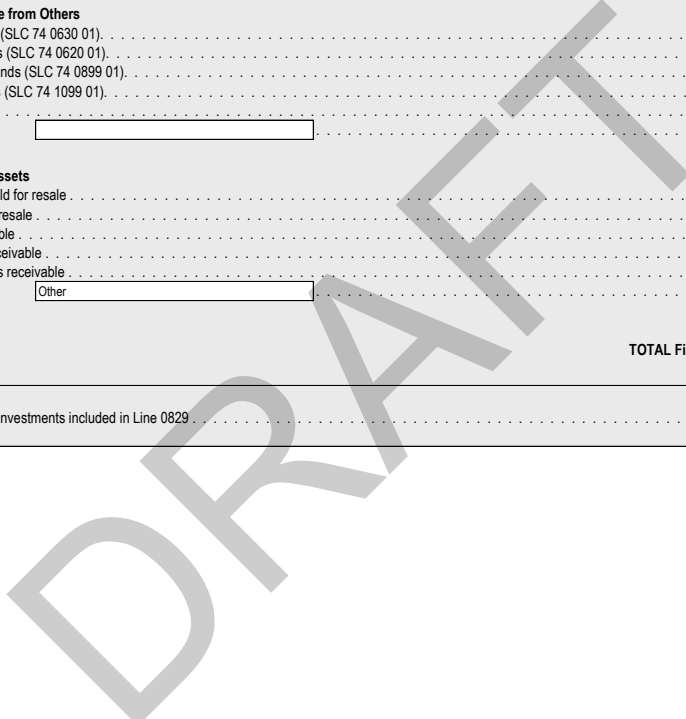 e from Others
(SLC 74 0630 01)
s (SLC 74 0620 01)
nds (SLC 74 0899 01)
s (SLC 74 1099 01)
ssets
ld for resale
resale
ble
ceivable
s receivable
Other
TOTAL Fi
nvestments included in Line 0829
DRAFT